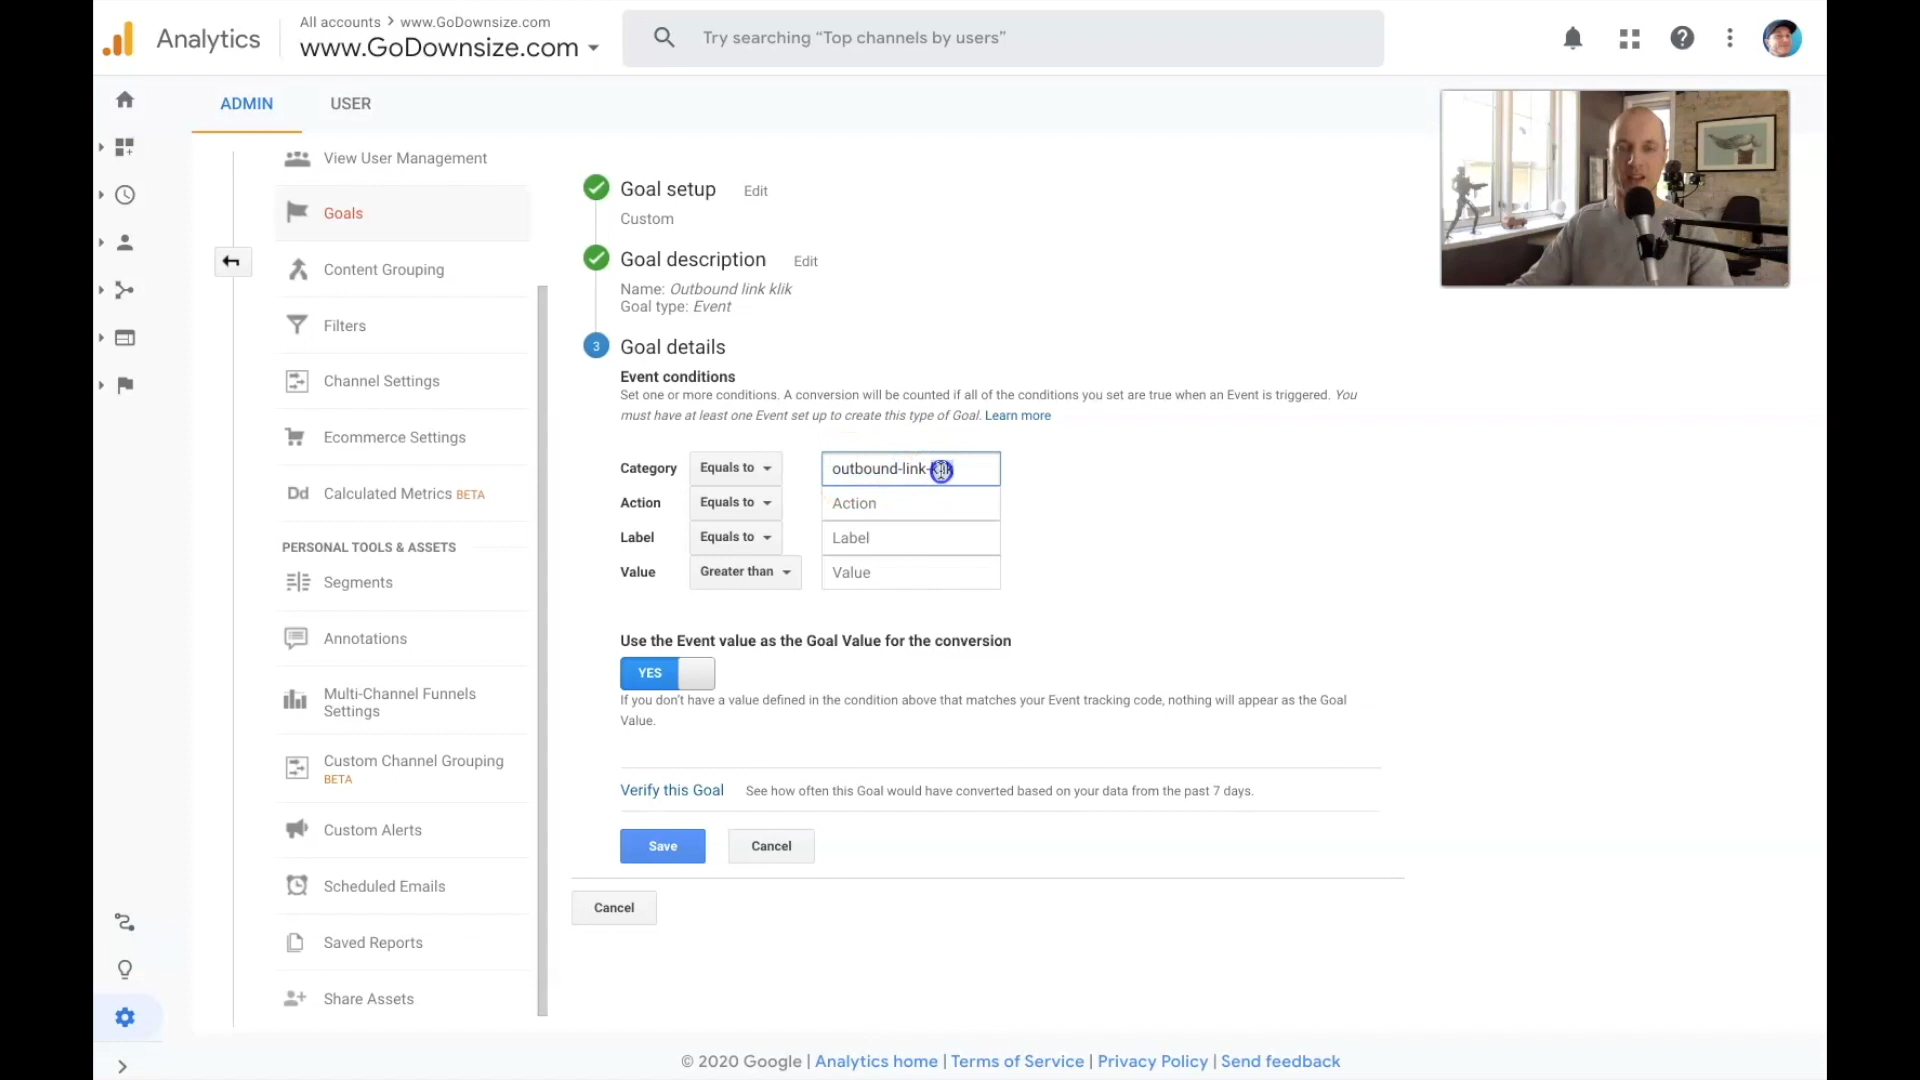 Analytics
All accounts > www.GoDownsize.com
www.GoDownsize.com
Try searching “Top channels by users”
ADMIN
USER
View User Management
Goals
Content Grouping
Filters
Channel Settings
Ecommerce Settings
Dd Calculated Metrics BETA
PERSONAL TOOLS & ASSETS
Segments
Annotations
Multi-Channel Funnels
Settings
Custom Channel Grouping
BETA
Custom Alerts
Scheduled Emails
Saved Reports
Share Assets
Goal setup Edit
Custom
Goal description Edit
Name: Outbound link klik
Goal type: Event
3 Goal details
Event conditions
Set one or more conditions. A conversion will be counted if all of the conditions you set are true when an Event is triggered. You
must have at least one Event set up to create this type of Goal. Learn more
Category Equals to outbound-link-klik
Action Equals to Action
Label Equals to Label
Value Greater than Value
Use the Event value as the Goal Value for the conversion
YES
If you don't have a value defined in the condition above that matches your Event tracking code, nothing will appear as the Goal
Value.
Verify this Goal See how often this Goal would have converted based on your data from the past 7 days.
Save Cancel
Cancel
© 2020 Google | Analytics home | Terms of Service | Privacy Policy | Send feedback